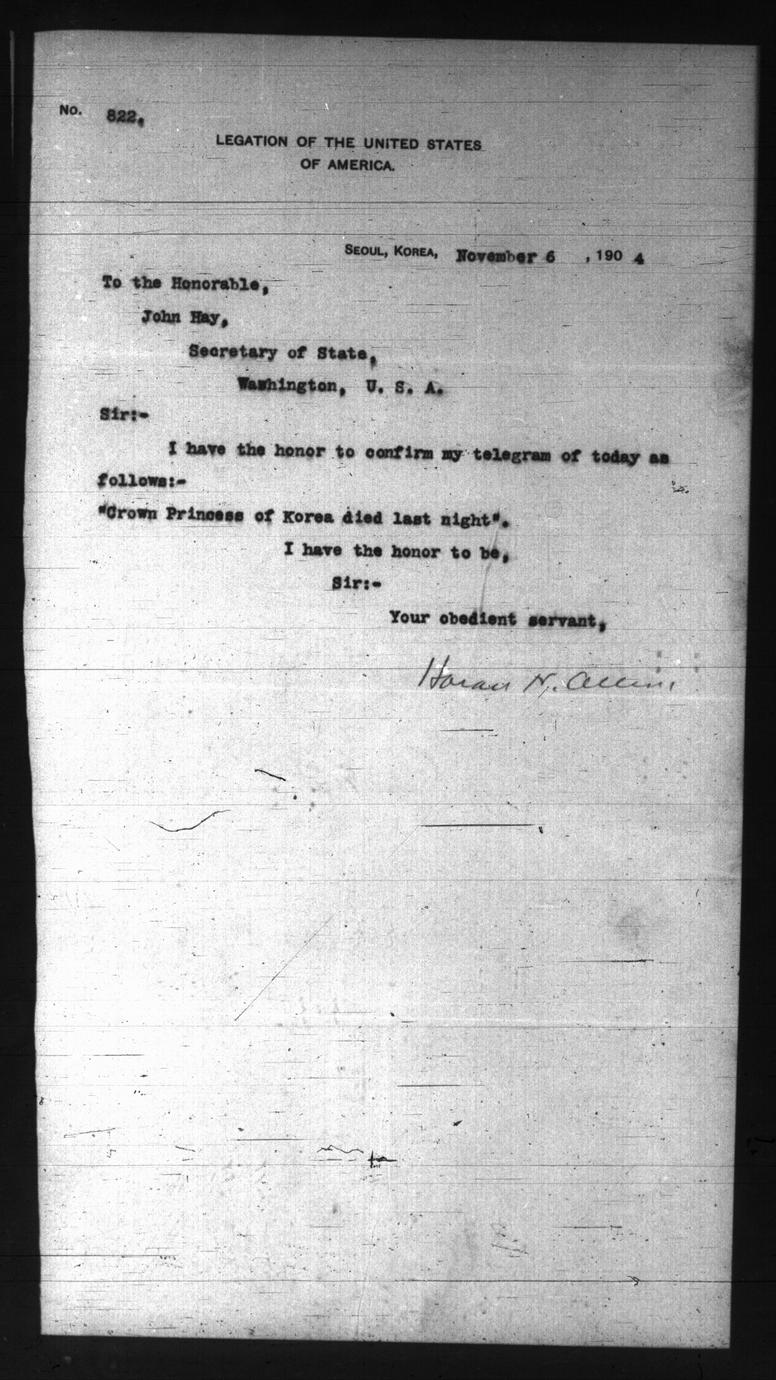 No. 822.
LEGATION OF THE UNITED STATES
OF AMERICA.
SEOUL, KOREA, November 6 , 190 4
To the Honorable,
John Hay,
Secretary of State,
Washington, U. S. A.
Sir:-
I have the honor to confirm my telegram of today as
follows:-
"Crown Princess of Korea died last night".
I have the honor to be,
Sir:-
Your obedient servant,
Horace N. Allen.